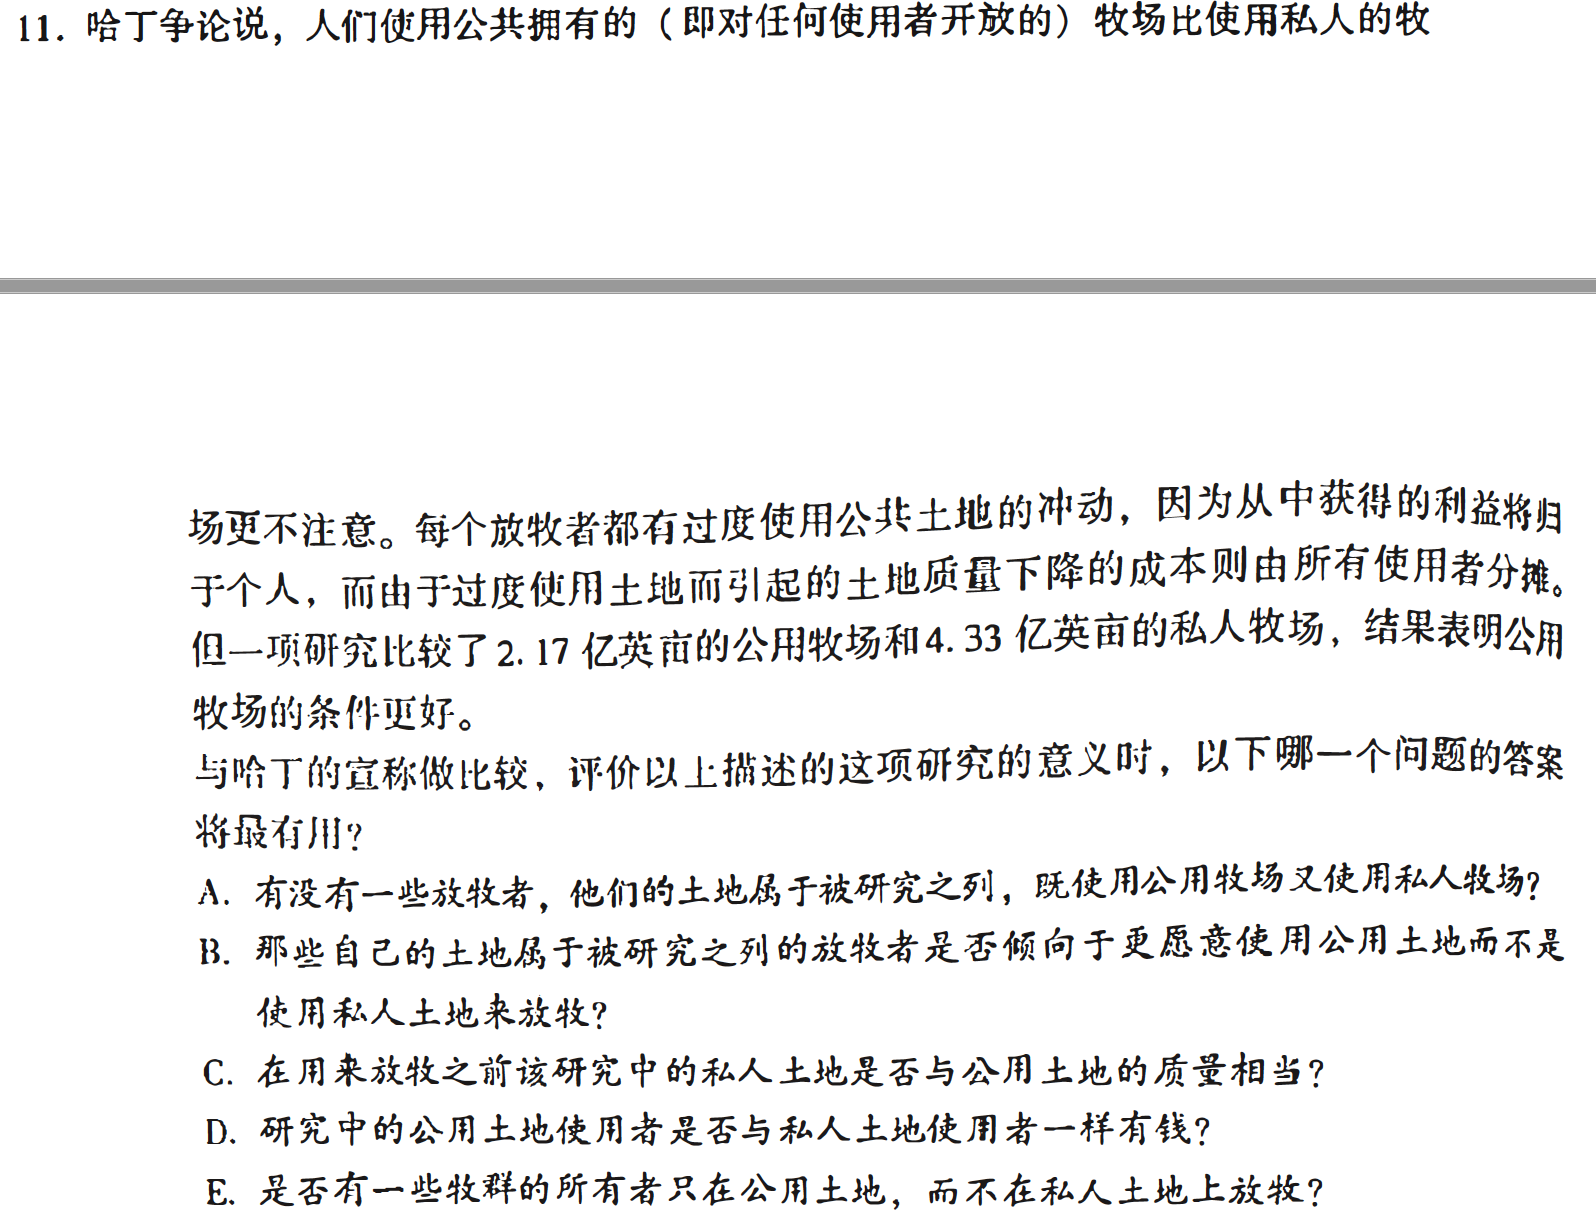 11. 哈丁争论说，人们使用公共拥有的（即对任何使用者开放的）牧场比使用私人的牧
场更不注意。每个放牧者都有过度使用公共土地的冲动，因为从中获得的利益将归
于个人，而由于过度使用土地而引起的土地质量下降的成本则由所有使用者分摊。
但一项研究比较了2.17亿英亩的公用牧场和4.33亿英亩的私人牧场，结果表明公用
牧场的条件更好。
与哈丁的宣称做比较，评价以上描述的这项研究的意义时，以下哪一个问题的答案
将最有用?
A. 有没有一些放牧者，他们的土地属于被研究之列，既使用公用牧场又使用私人牧场?
B. 那些自己的土地属于被研究之列的放牧者是否倾向于更愿意使用公用土地而不是
使用私人土地来放牧?
C. 在用来放牧之前该研究中的私人土地是否与公用土地的质量相当?
D. 研究中的公用土地使用者是否与私人土地使用者一样有钱?
E. 是否有一些牧群的所有者只在公用土地，而不在私人土地上放牧?